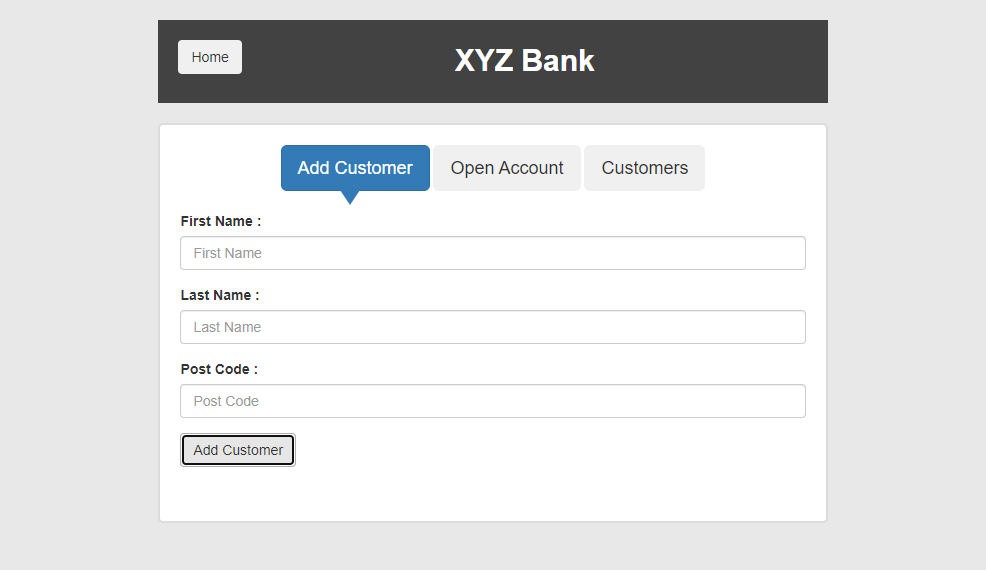 Home
XYZ Bank
Add Customer Open Account Customers
First Name :
First Name
Last Name :
Last Name
Post Code :
Post Code
Add Customer